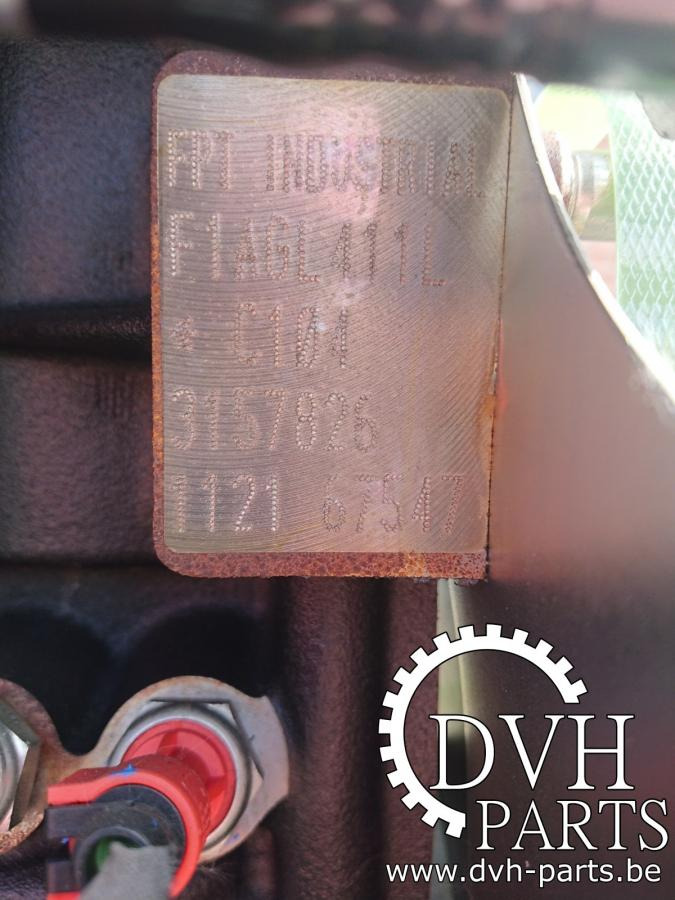 FPT INDUSTRIAL
F1AGL411L
* C104
3157826
1121 67547
DVH
PARTS
www.dvh-parts.be